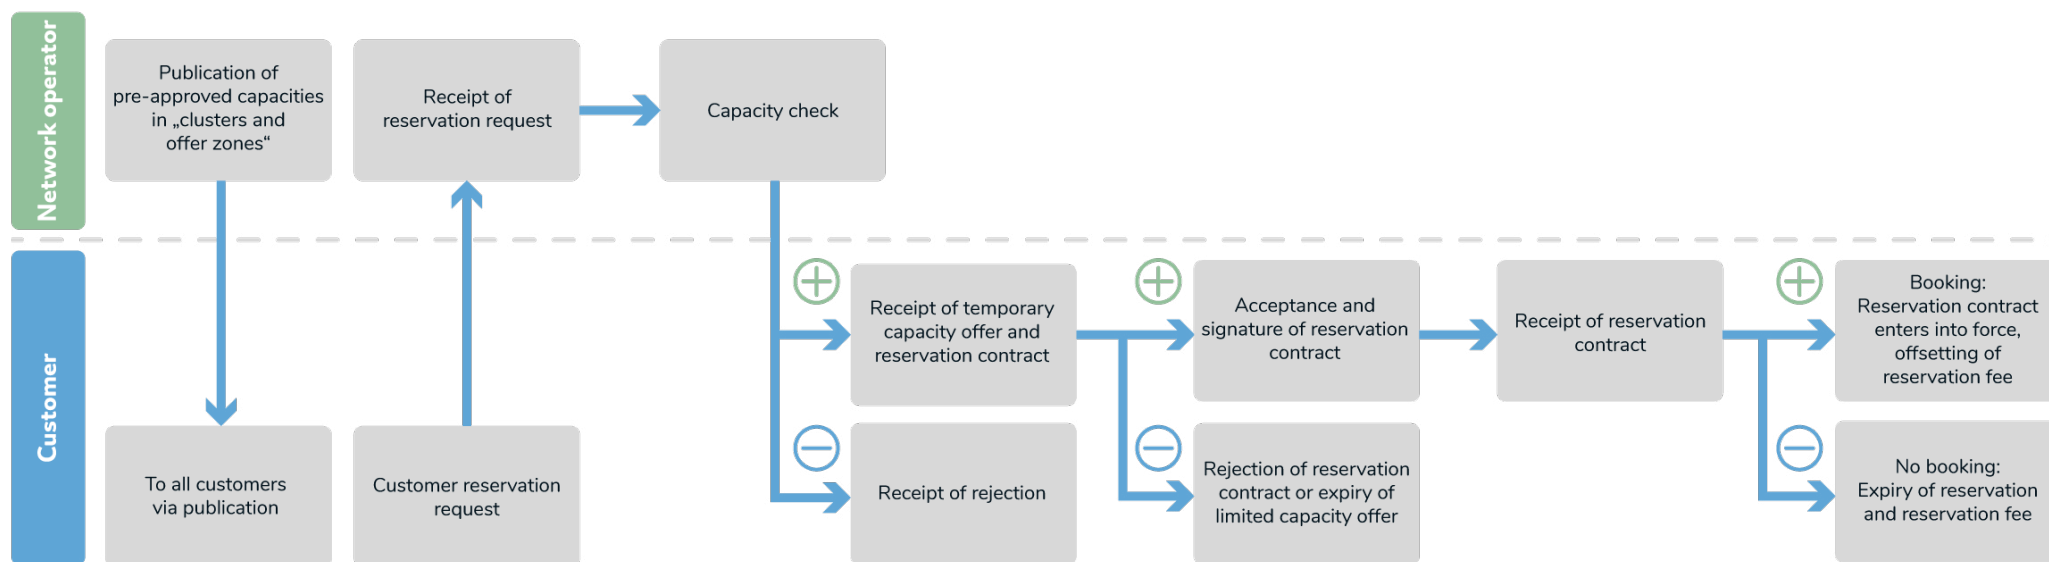 Network operator
Publication of
pre-approved capacities
in „clusters and
offer zones“
Receipt of
reservation request
Capacity check
Customer
To all customers
via publication
Customer reservation
request
Receipt of temporary
capacity offer and
reservation contract
Receipt of rejection
Acceptance and
signature of reservation
contract
Rejection of reservation
contract or expiry of
limited capacity offer
Receipt of reservation
contract
Booking:
Reservation contract
enters into force,
offsetting of
reservation fee
No booking:
Expiry of reservation
and reservation fee